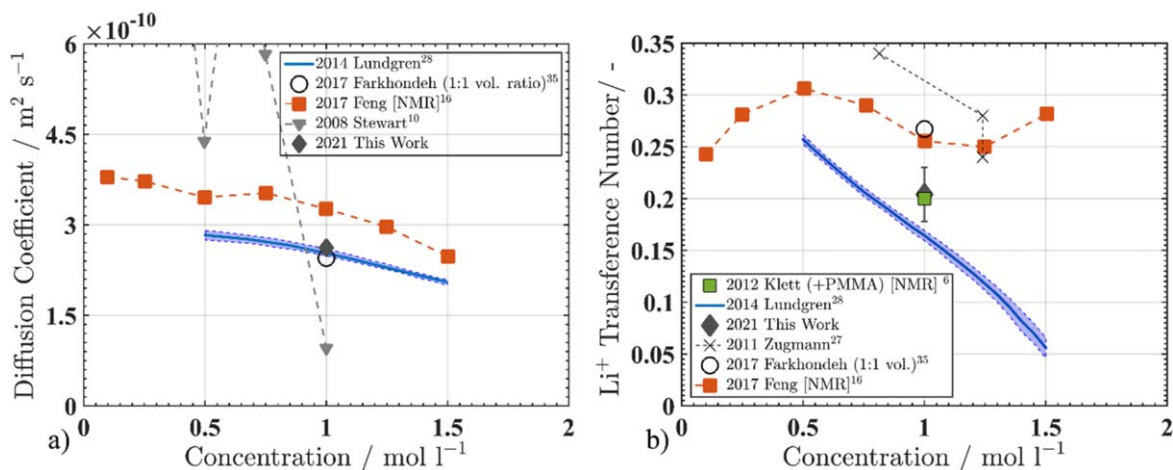 ×10⁻¹⁰
6
4.5
3
1.5
0
Diffusion Coefficient / m² s⁻¹
2014 Lundgren²⁸
2017 Farkhondeh (1:1 vol. ratio)³⁵
2017 Feng [NMR]¹⁶
2008 Stewart¹⁰
2021 This Work
0
0.5
1
1.5
2
Concentration / mol l⁻¹
a)
0.35
0.3
0.25
0.2
0.15
0.1
0.05
0
Li⁺ Transference Number/ -
2012 Klett (+PMMA) [NMR] ⁶
2014 Lundgren²⁸
2021 This Work
2011 Zugmann²⁷
2017 Farkhondeh (1:1 vol.)³⁵
2017 Feng [NMR]¹⁶
0
0.5
1
1.5
2
Concentration / mol l⁻¹
b)